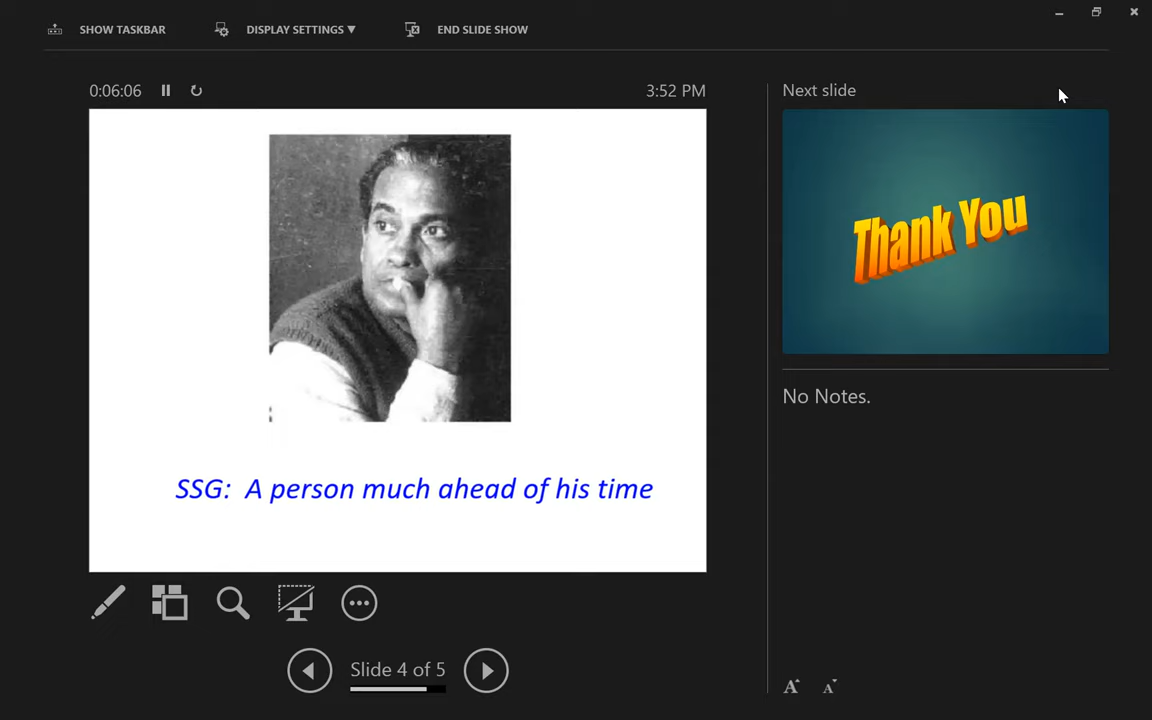 SHOW TASKBAR DISPLAY SETTINGS ▼ END SLIDE SHOW
0:06:06 3:52 PM
SSG: A person much ahead of his time
Slide 4 of 5
Next slide
Thank You
No Notes.
A A